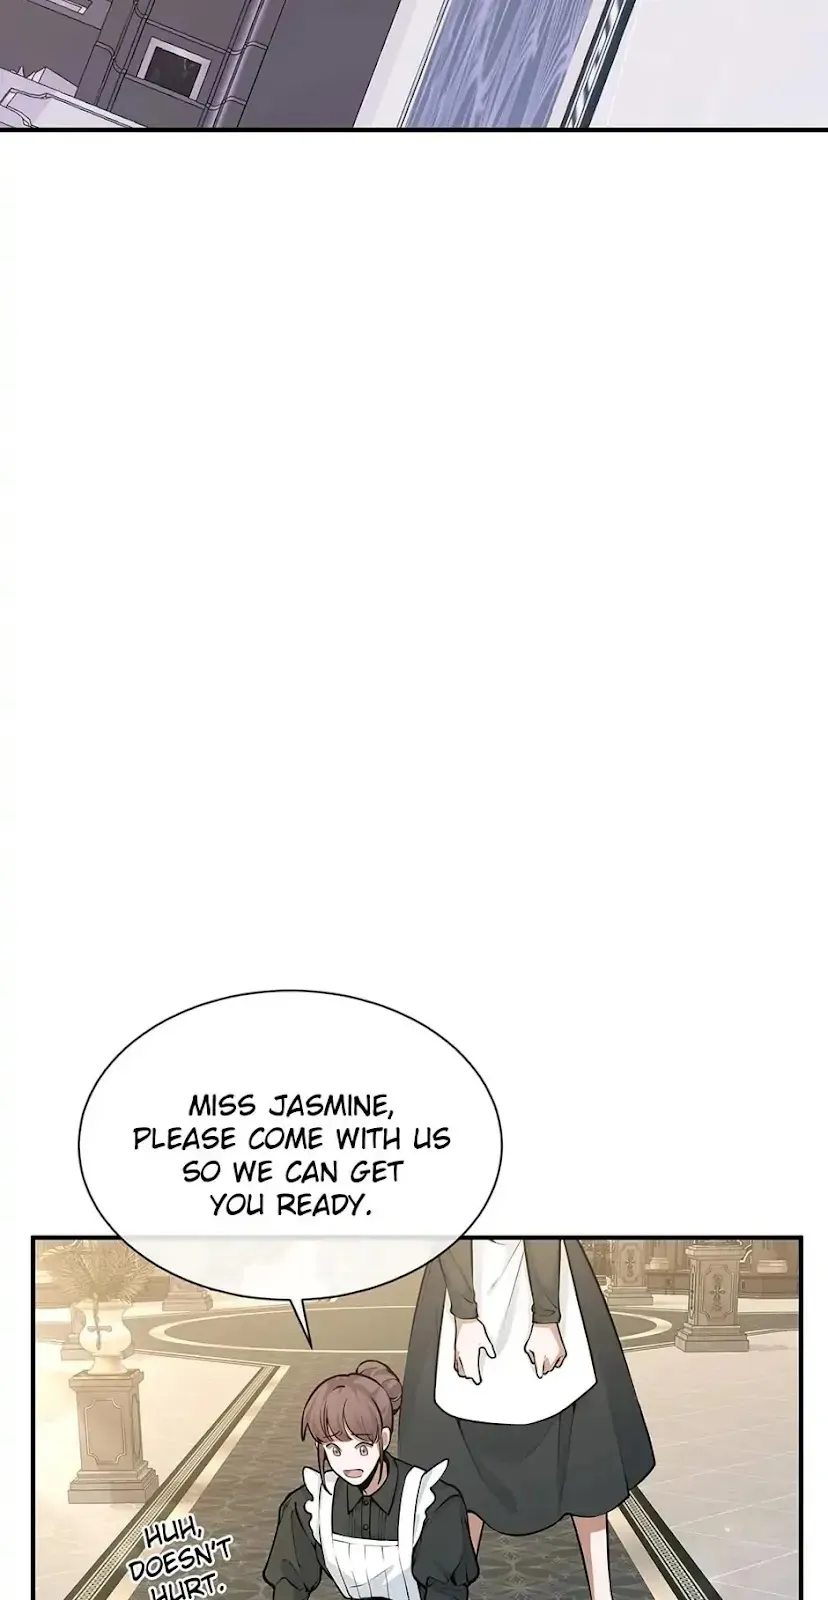 MISS JASMINE,
PLEASE COME WITH US
SO WE CAN GET
YOU READY.
HUH,
DOESN'T
HURT.